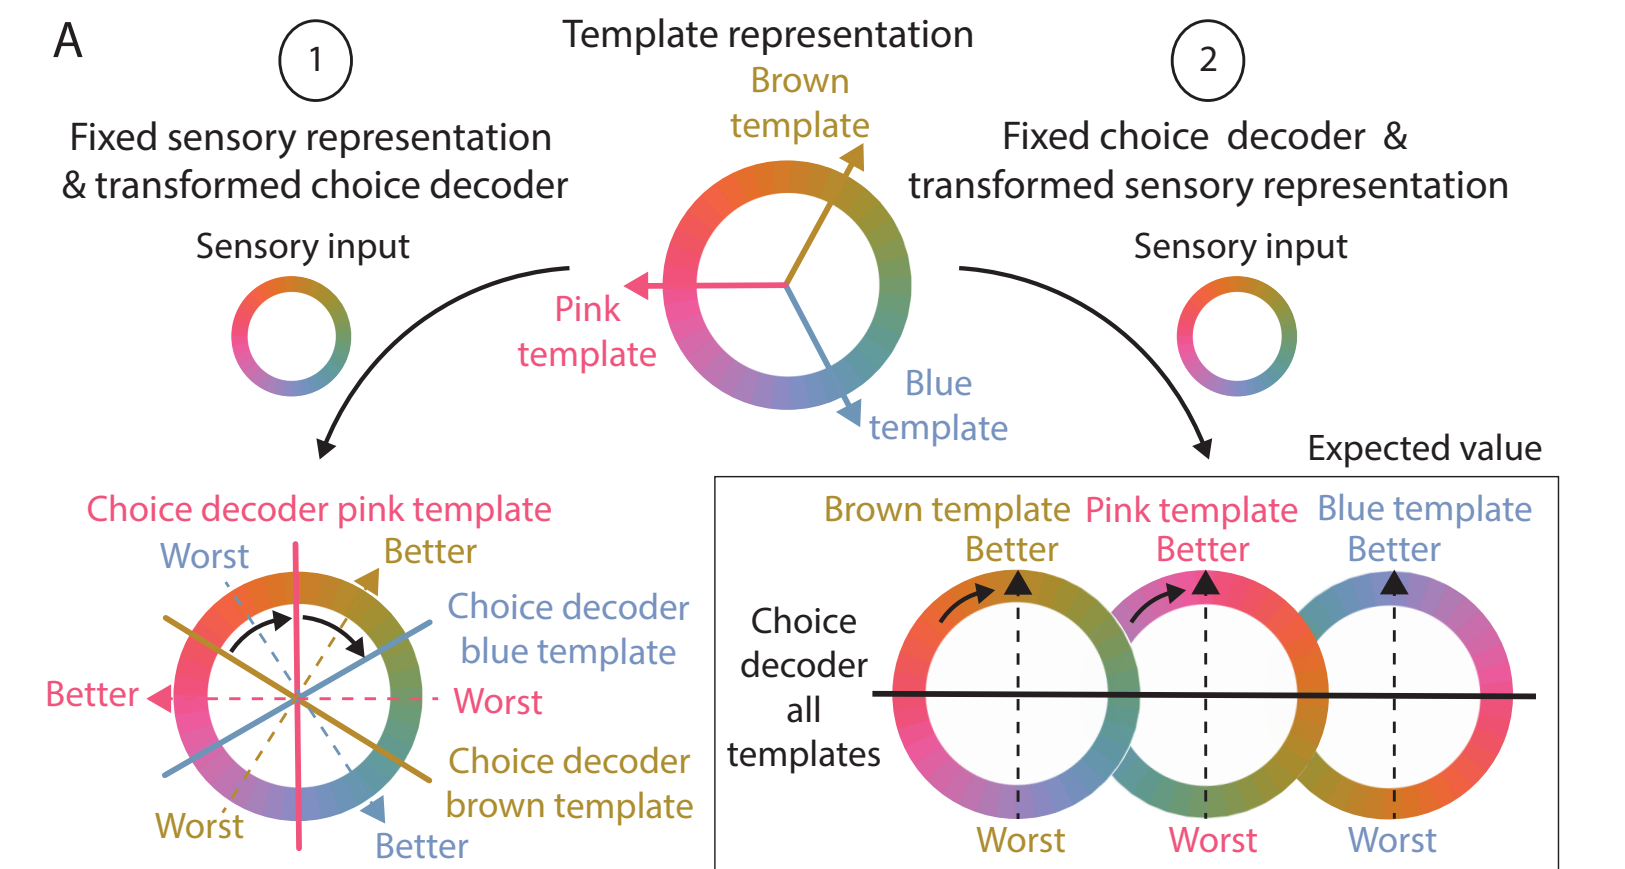 A
1
Fixed sensory representation
& transformed choice decoder
Sensory input
Template representation
Brown
template
Pink
template
Blue
template
2
Fixed choice decoder &
transformed sensory representation
Sensory input
Choice decoder pink template
Worst
Better
Choice decoder
blue template
Better
Worst
Choice decoder
brown template
Worst
Better
Expected value
Brown template Pink template Blue template
Better Better Better
Choice
decoder
all
templates
Worst Worst Worst